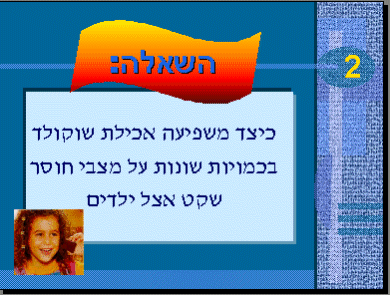 השאלה:
2
כיצד משפיעה אכילת שוקולד
בכמויות שונות על מצבי חוסר
שקט אצל ילדים